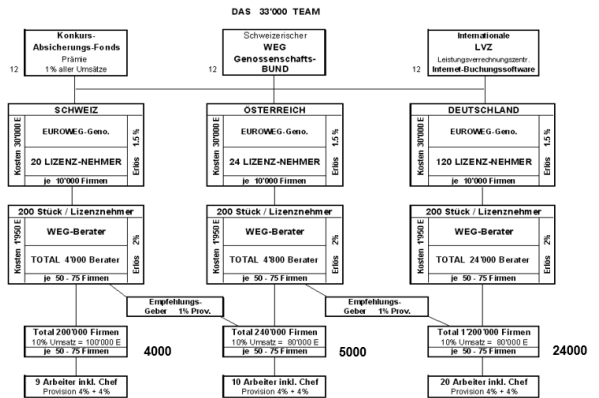 DAS 33'000 TEAM
Konkurs-
Absicherungs-Fonds
Prämie
1% aller Umsätze
12
Schweizerischer
WEG
Genossenschafts-
BUND
12
Internationale
LVZ
Leistungsverrechnungszentr.
Internet-Buchungssoftware
12
SCHWEIZ
Kosten 30'000 E
EUROWEG-Geno.
20 LIZENZ-NEHMER
Erlös 1.5 %
je 10'000 Firmen
ÖSTERREICH
Kosten 30'000 E
EUROWEG-Geno.
24 LIZENZ-NEHMER
Erlös 1.5 %
je 10'000 Firmen
DEUTSCHLAND
Kosten 30'000 E
EUROWEG-Geno.
120 LIZENZ-NEHMER
Erlös 1.5 %
je 10'000 Firmen
200 Stück / Lizenznehmer
Kosten 1'950 E
WEG-Berater
TOTAL 4'000 Berater
Erlös 2%
je 50 - 75 Firmen
200 Stück / Lizenznehmer
Kosten 1'950 E
WEG-Berater
TOTAL 4'800 Berater
Erlös 2%
je 50 - 75 Firmen
200 Stück / Lizenznehmer
Kosten 1'950 E
WEG-Berater
TOTAL 24'000 Berater
Erlös 2%
je 50 - 75 Firmen
Empfehlungs-
Geber 1% Prov.
Empfehlungs-
Geber 1% Prov.
Total 200'000 Firmen
10% Umsatz = 100'000 E
je 50 - 75 Firmen
4000
Total 240'000 Firmen
10% Umsatz = 80'000 E
je 50 - 75 Firmen
5000
Total 1'200'000 Firmen
10% Umsatz = 80'000 E
je 50 - 75 Firmen
24000
9 Arbeiter inkl. Chef
Provision 4% + 4%
10 Arbeiter inkl. Chef
Provision 4% + 4%
20 Arbeiter inkl. Chef
Provision 4% + 4%